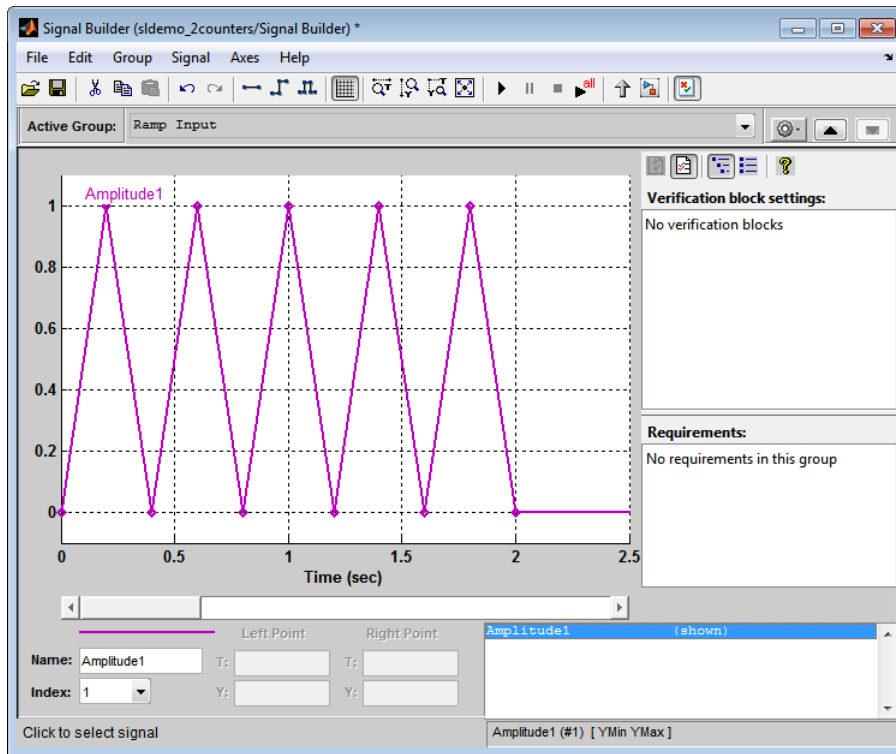 Signal Builder (sldemo_2counters/Signal Builder) *
File Edit Group Signal Axes Help
all
Active Group: Ramp Input
Verification block settings:
No verification blocks
Amplitude1
1
0.8
0.6
0.4
0.2
0
0 0.5 1 1.5 2 2.5
Time (sec)
Requirements:
No requirements in this group
Left Point Right Point
Name: Amplitude1 T: T:
Index: 1 Y: Y:
Amplitude1 (shown)
Click to select signal
Amplitude1 (#1) [ YMin YMax ]